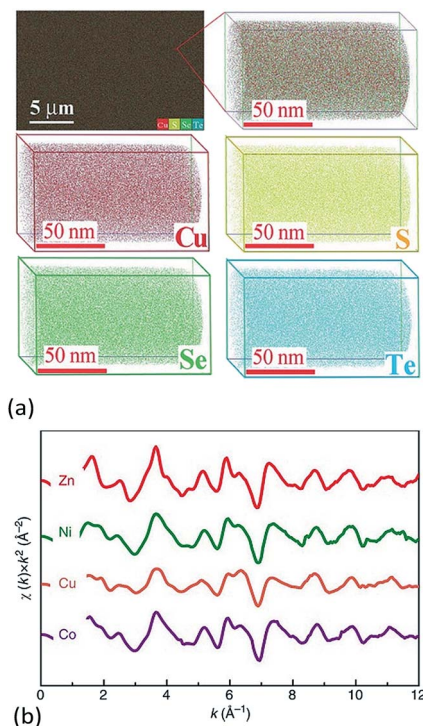 5 μm
Cu S Se Te
50 nm
50 nm
Cu
50 nm
S
50 nm
Se
50 nm
Te
(a)
Zn
Ni
Cu
Co
χ (k)×k² (Å⁻²)
0 2 4 6 8 10 12
k (Å⁻¹)
(b)